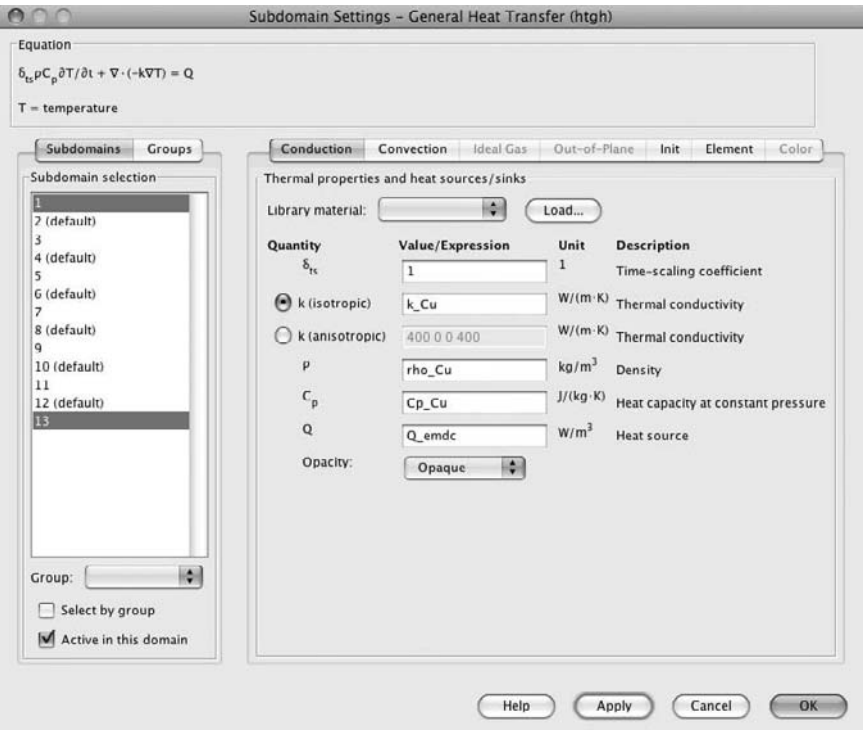 Subdomain Settings – General Heat Transfer (htgh)
Equation
δts ρCp ∂T/∂t + ∇·(-k∇T) = Q
T = temperature
Subdomains Groups
Subdomain selection
1
2 (default)
3
4 (default)
5
6 (default)
7
8 (default)
9
10 (default)
11
12 (default)
13
Group:
Select by group
Active in this domain
Conduction Convection Ideal Gas Out-of-Plane Init Element Color
Thermal properties and heat sources/sinks
Library material: Load...
Quantity Value/Expression Unit Description
δts 1 1 Time-scaling coefficient
k (isotropic) k_Cu W/(m·K) Thermal conductivity
k (anisotropic) 400 0 0 400 W/(m·K) Thermal conductivity
ρ rho_Cu kg/m³ Density
Cp Cp_Cu J/(kg·K) Heat capacity at constant pressure
Q Q_emdc W/m³ Heat source
Opacity: Opaque
Help Apply Cancel OK